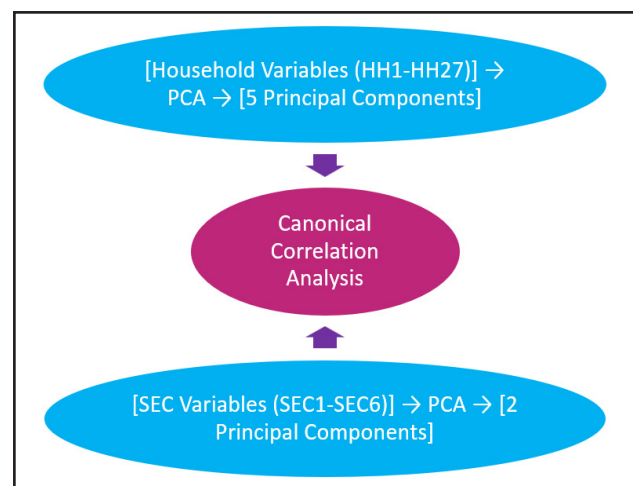 [Household Variables (HH1-HH27)] →
PCA → [5 Principal Components]
Canonical
Correlation
Analysis
[SEC Variables (SEC1-SEC6)] → PCA → [2
Principal Components]